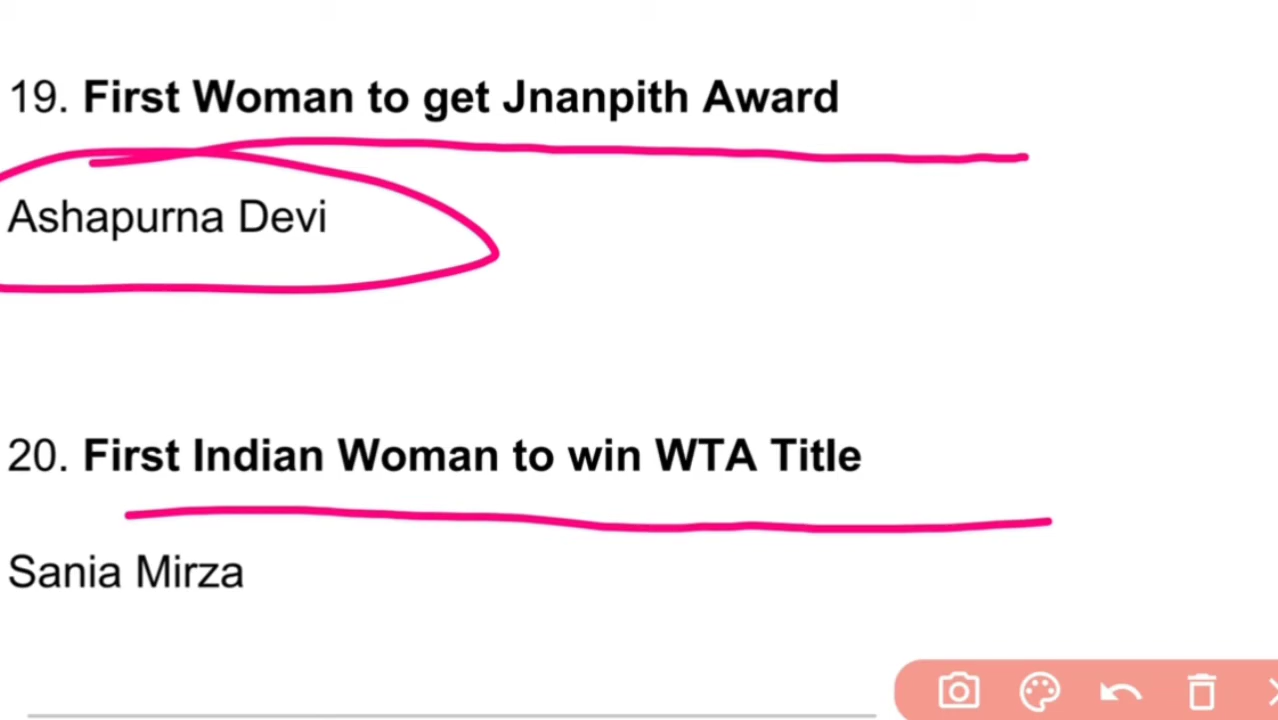 19. First Woman to get Jnanpith Award
Ashapurna Devi
20. First Indian Woman to win WTA Title
Sania Mirza